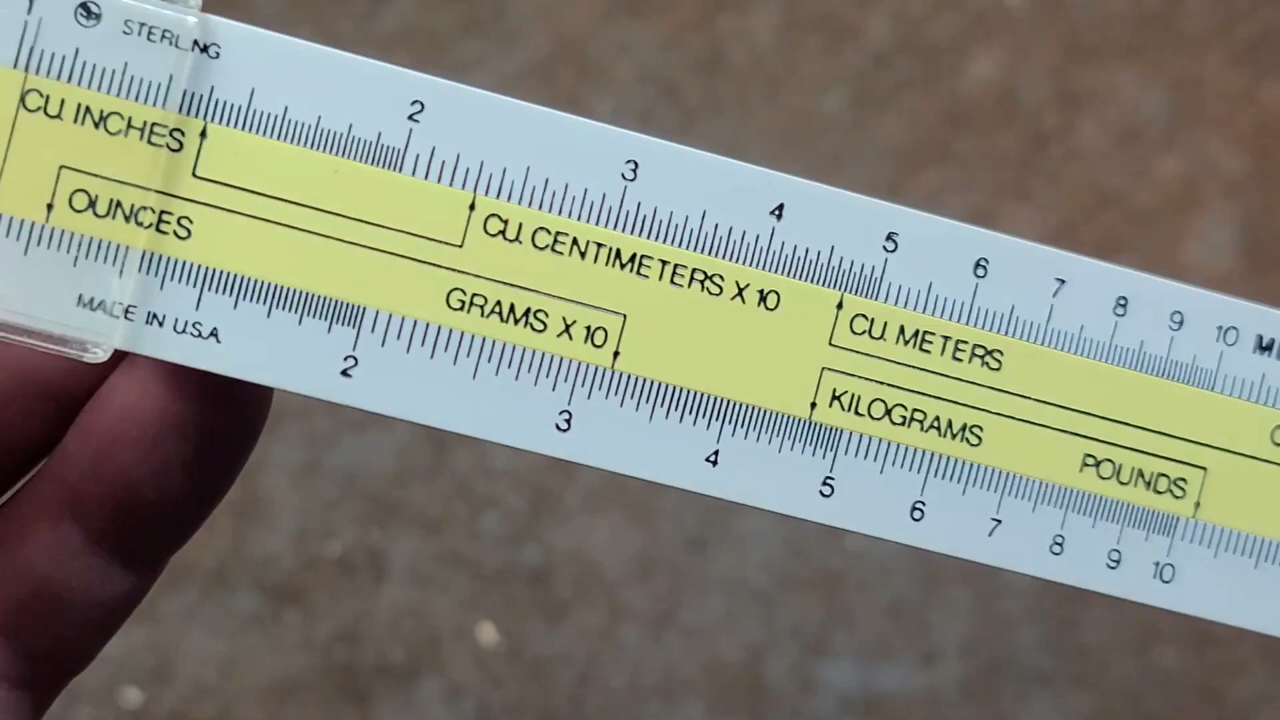 STERLING
1 2 3 4 5 6 7 8 9 10
CU. INCHES
CU. CENTIMETERS X 10
CU. METERS
OUNCES
GRAMS X 10
KILOGRAMS
POUNDS
MADE IN U.S.A
2 3 4 5 6 7 8 9 10